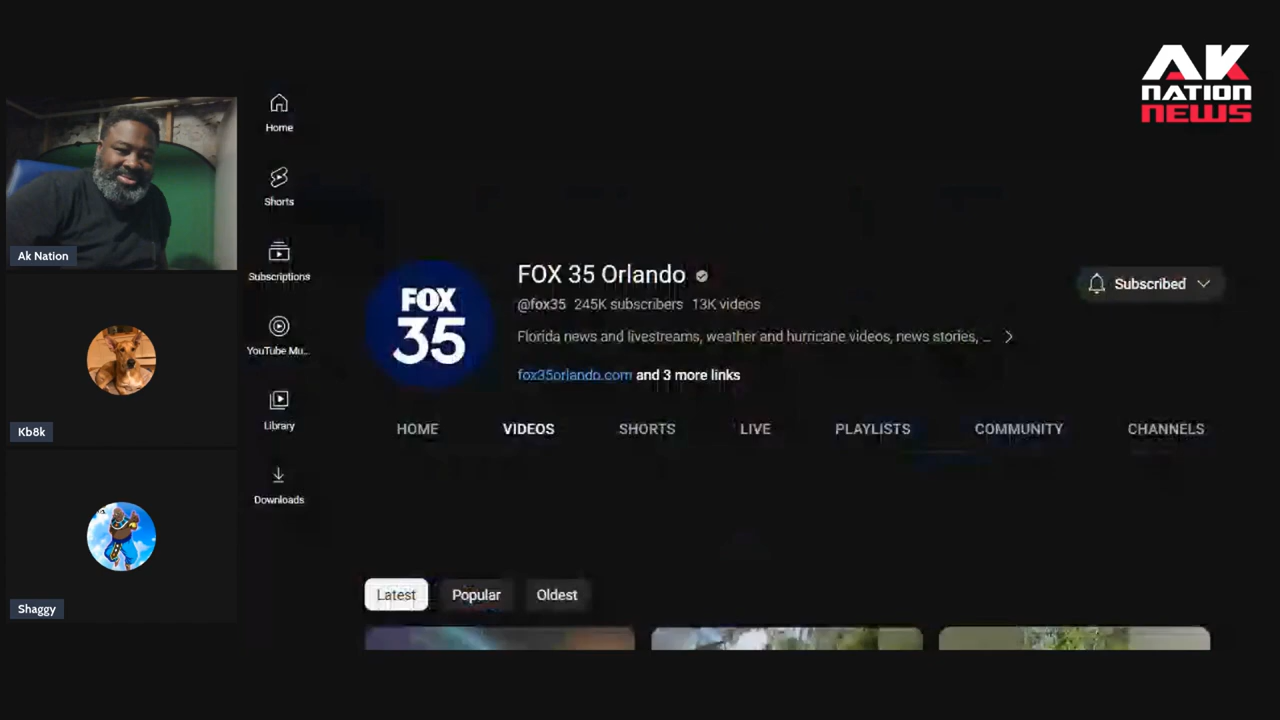 AK
NATION
NEWS
Ak Nation
Kb8k
Shaggy
Home
Shorts
Subscriptions
YouTube Mu...
Library
Downloads
FOX
35
FOX 35 Orlando
@fox35 245K subscribers 13K videos
Florida news and livestreams, weather and hurricane videos, news stories, ...
fox35orlando.com and 3 more links
Subscribed
HOME VIDEOS SHORTS LIVE PLAYLISTS COMMUNITY CHANNELS
Latest Popular Oldest